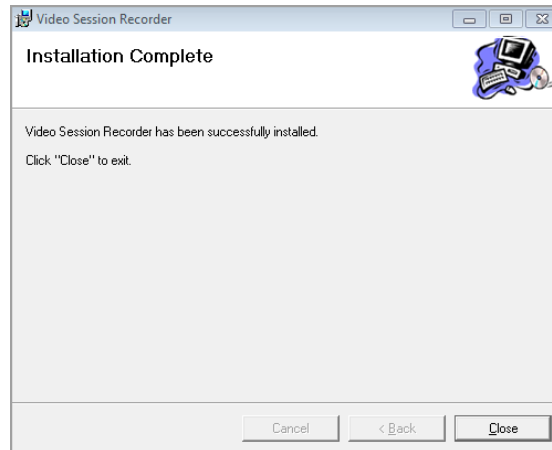 Video Session Recorder
Installation Complete
Video Session Recorder has been successfully installed.
Click "Close" to exit.
Cancel
< Back
Close